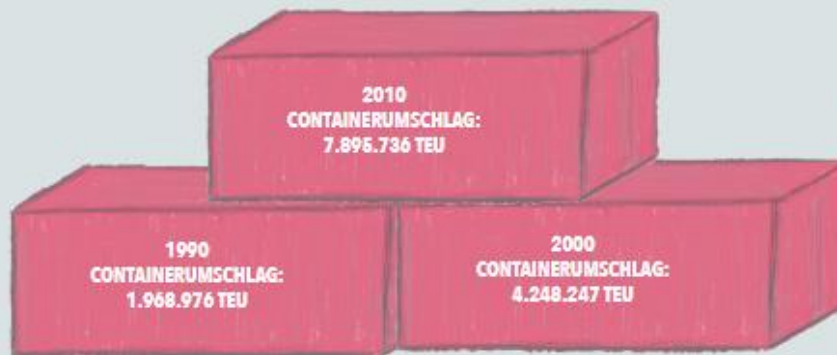 2010
CONTAINERUMSCHLAG:
7.895.736 TEU
1990
CONTAINERUMSCHLAG:
1.968.976 TEU
2000
CONTAINERUMSCHLAG:
4.248.247 TEU